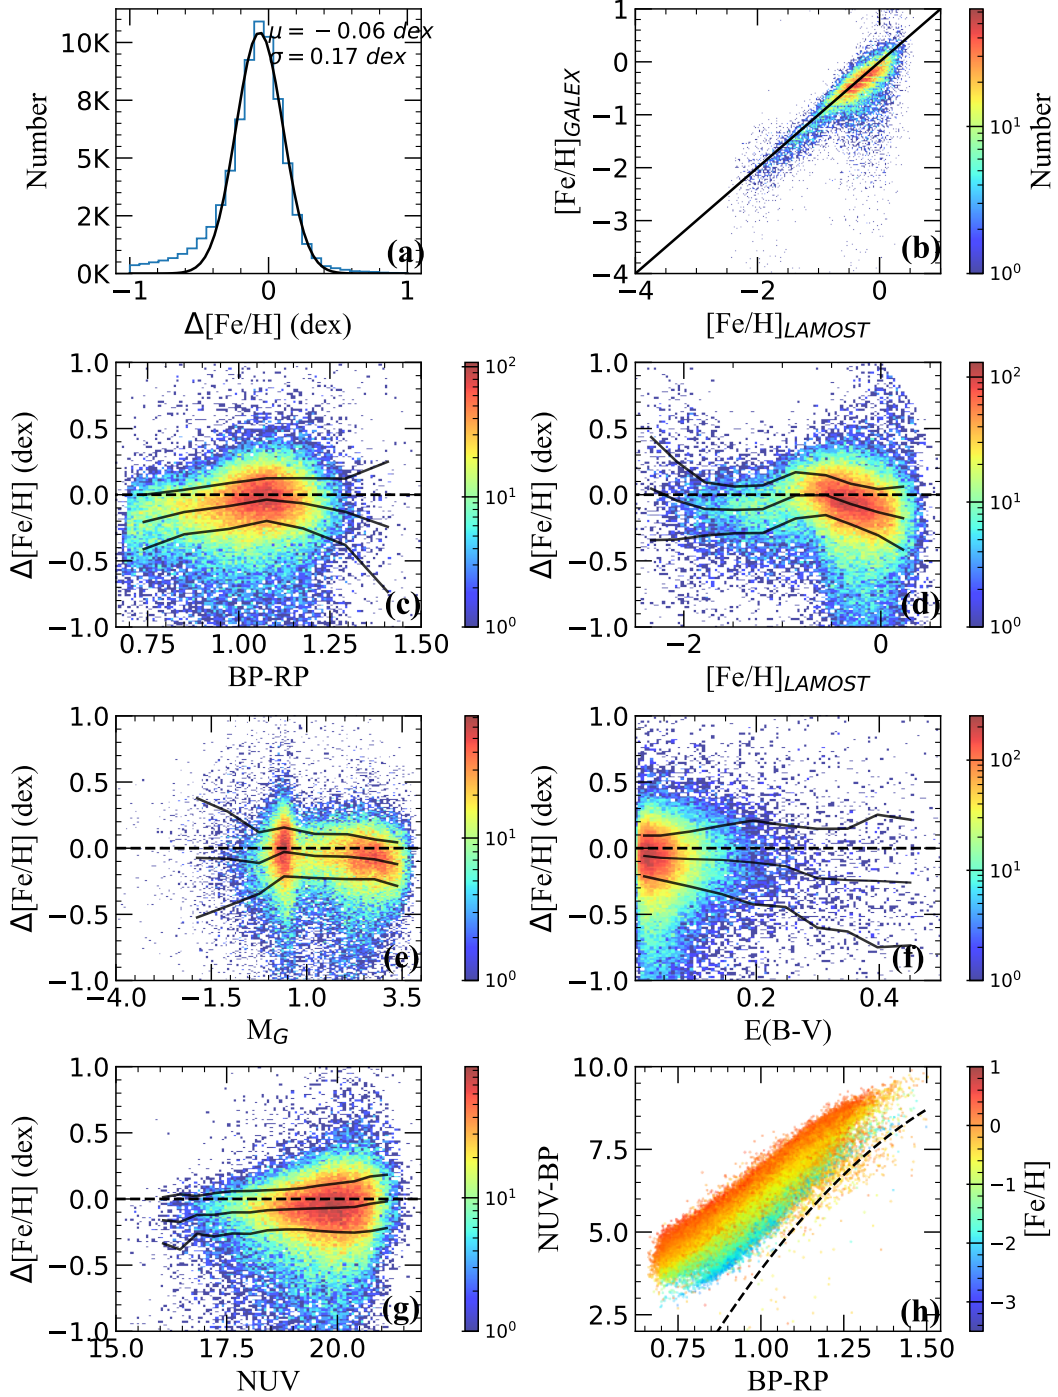 μ = −0.06 dex
σ = 0.17 dex
10K
8K
5K
2K
0K
Number
(a)
−1
0
1
Δ[Fe/H] (dex)
1
0
−1
−2
−3
−4
[Fe/H]GALEX
(b)
−4
−2
0
[Fe/H]LAMOST
10¹
10⁰
Number
1.0
0.5
0.0
−0.5
−1.0
Δ[Fe/H] (dex)
(c)
0.75
1.00
1.25
1.50
BP-RP
10²
10¹
10⁰
1.0
0.5
0.0
−0.5
−1.0
Δ[Fe/H] (dex)
(d)
−2
0
[Fe/H]LAMOST
10²
10¹
10⁰
1.0
0.5
0.0
−0.5
−1.0
Δ[Fe/H] (dex)
(e)
−4.0
−1.5
1.0
3.5
MG
10¹
10⁰
1.0
0.5
0.0
−0.5
−1.0
Δ[Fe/H] (dex)
(f)
0.2
0.4
E(B-V)
10²
10¹
10⁰
1.0
0.5
0.0
−0.5
−1.0
Δ[Fe/H] (dex)
(g)
15.0
17.5
20.0
NUV
10¹
10⁰
10.0
7.5
5.0
2.5
NUV-BP
(h)
0.75
1.00
1.25
1.50
BP-RP
1
0
−1
−2
−3
[Fe/H]